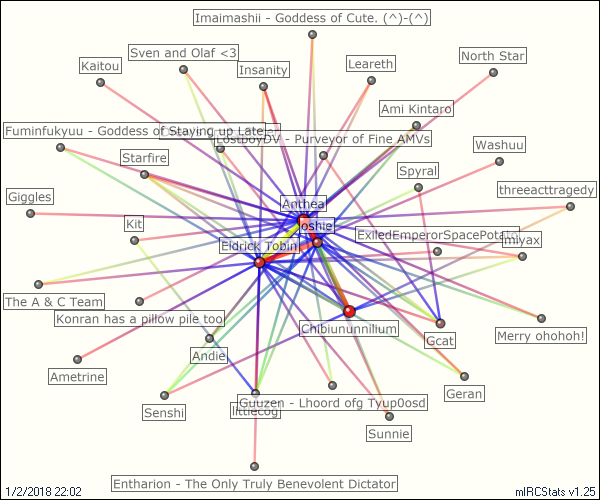 Imaimashii - Goddess of Cute. (^)-(^)
Sven and Olaf <3
North Star
Kaitou
Insanity
Leareth
Ami Kintaro
Fuminfukyuu - Goddess of Staying up Late
LostboyDV - Purveyor of Fine AMVs
Washuu
Starfire
Spyral
threeacttragedy
Giggles
Anthea
Kit
Joshie
ExiledEmperorSpacePotato
miyax
Eldrick Tobin
The A & C Team
Konran has a pillow pile too
Chibiurunnilium
Merry ohohoh!
Gcat
Andie
Ametrine
Geran
Senshi
Guuzen - Lhoord ofg Tyup0osd
littlecog
Sunnie
Entharion - The Only Truly Benevolent Dictator
1/2/2018 22:02
mIRCStats v1.25